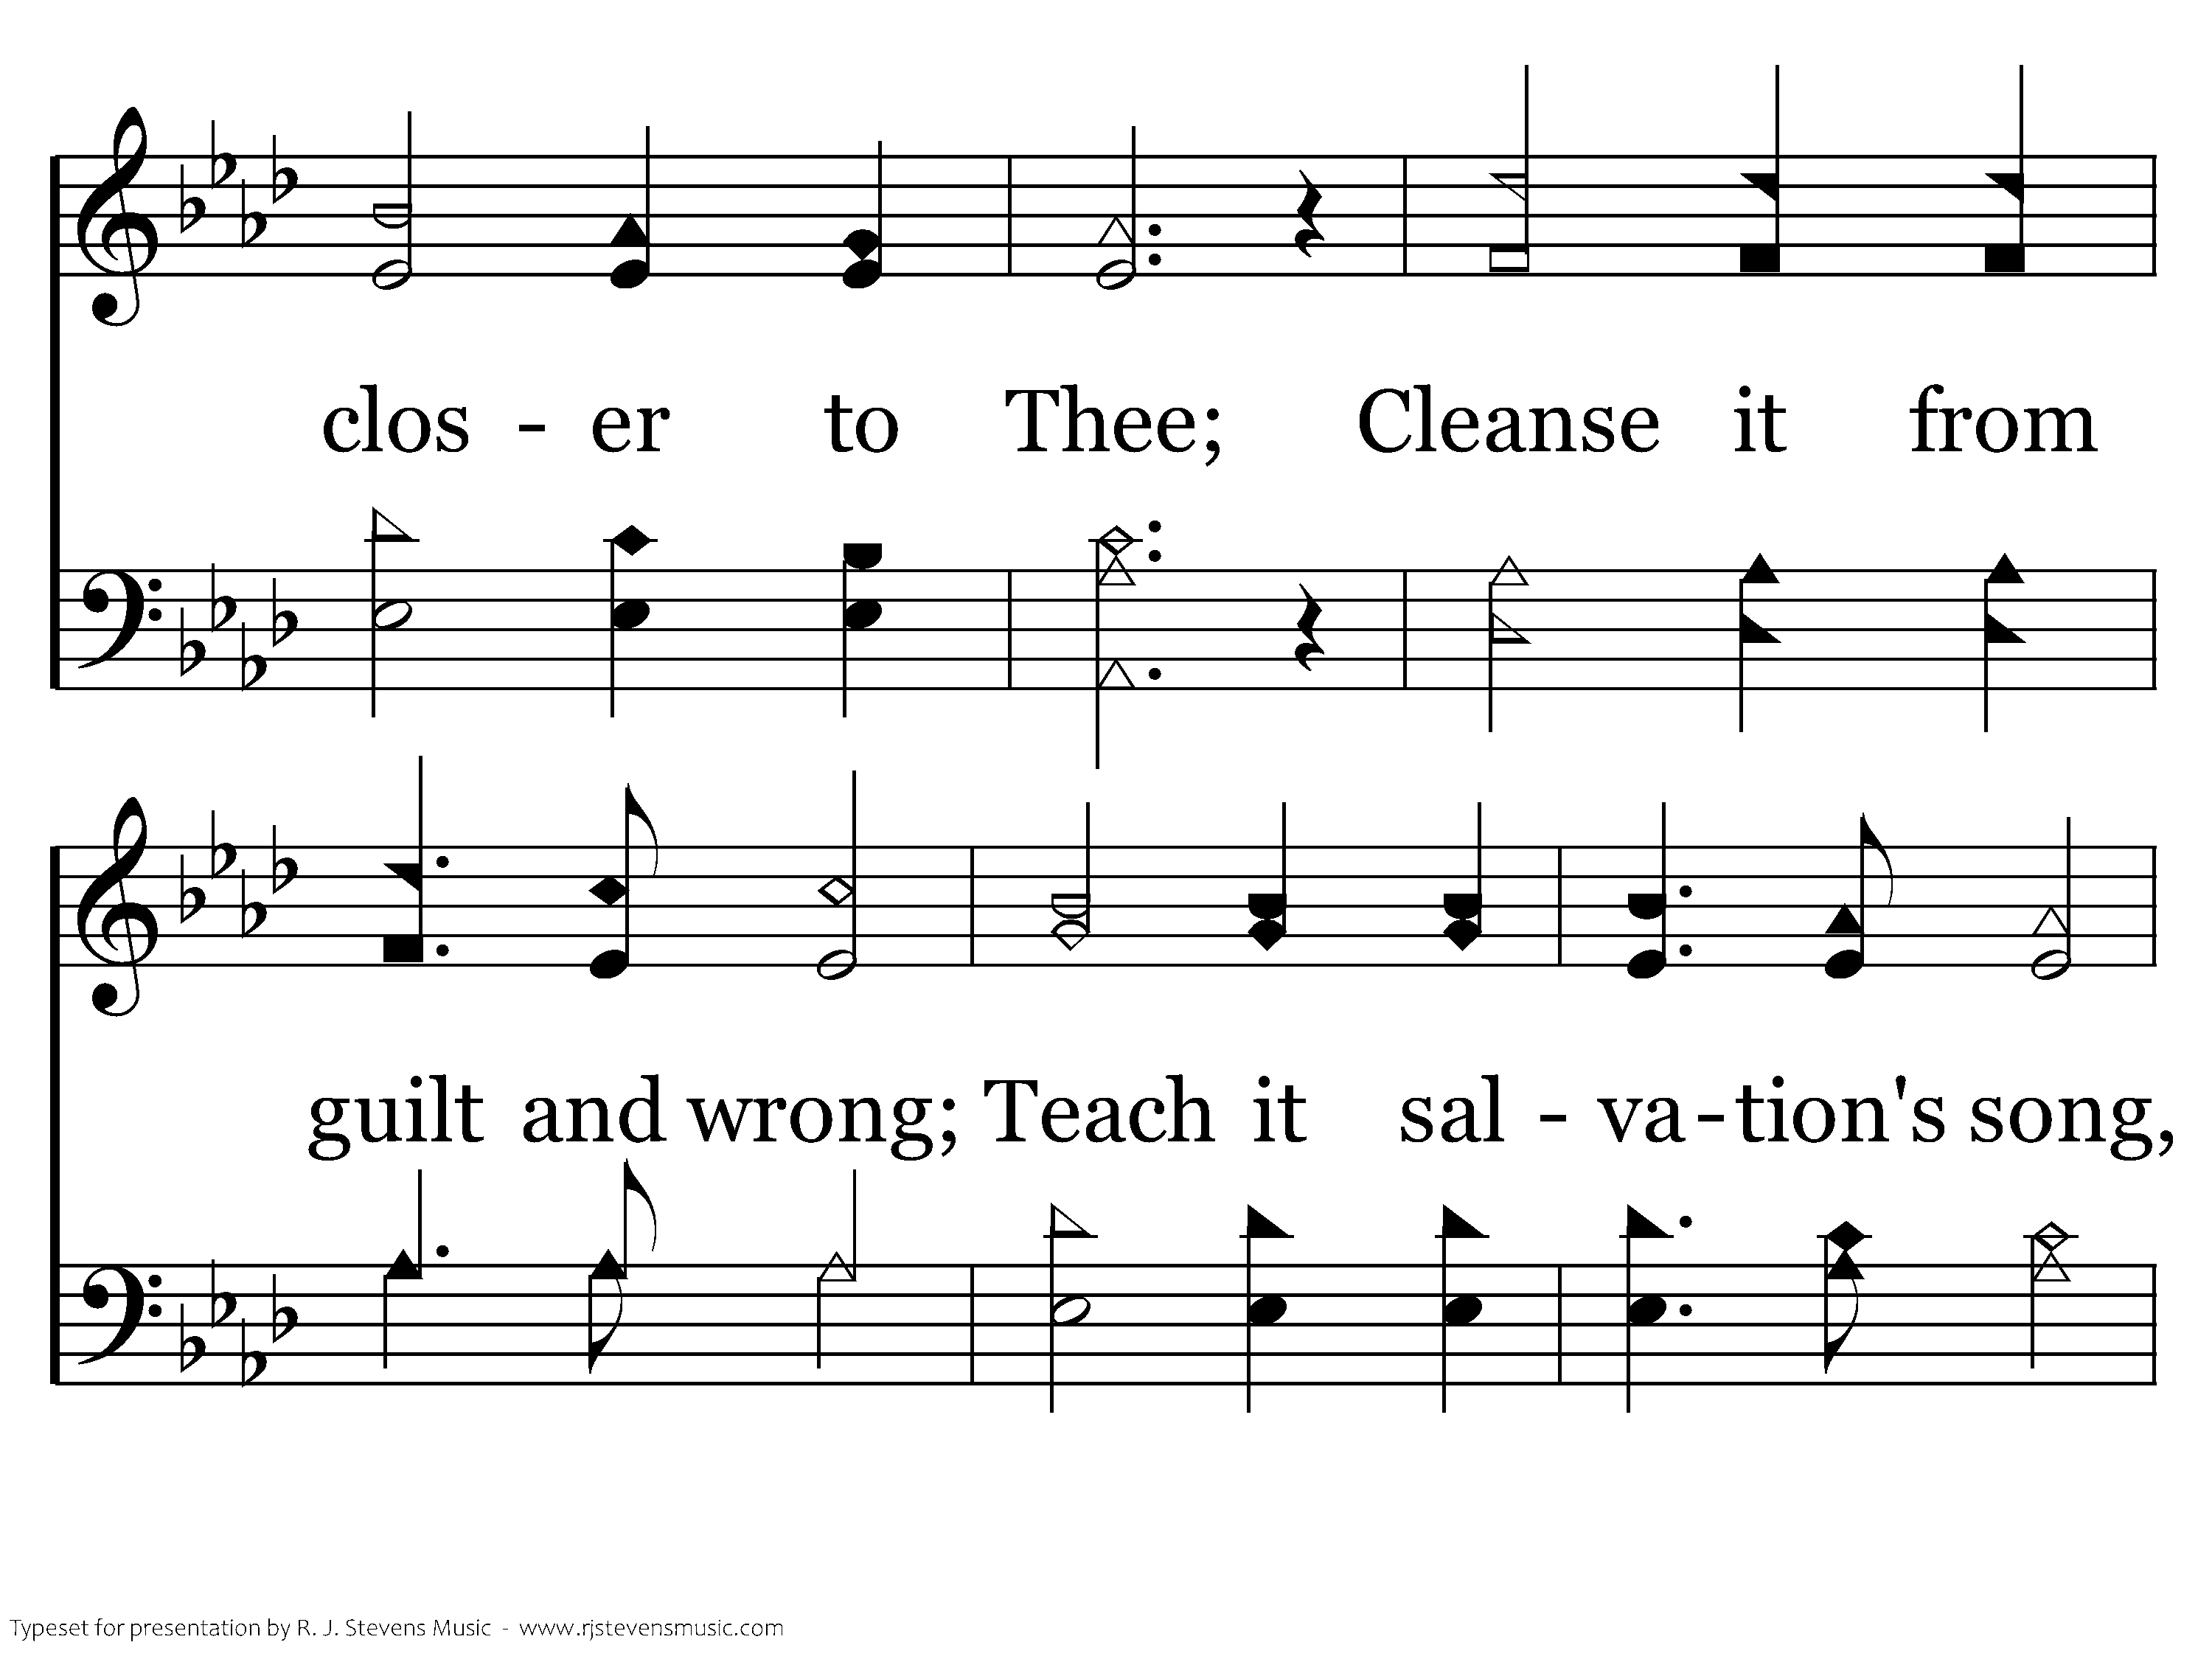 clos - er to Thee; Cleanse it from
guilt and wrong; Teach it sal - va - tion's song,
Typeset for presentation by R. J. Stevens Music - www.rjstevensmusic.com